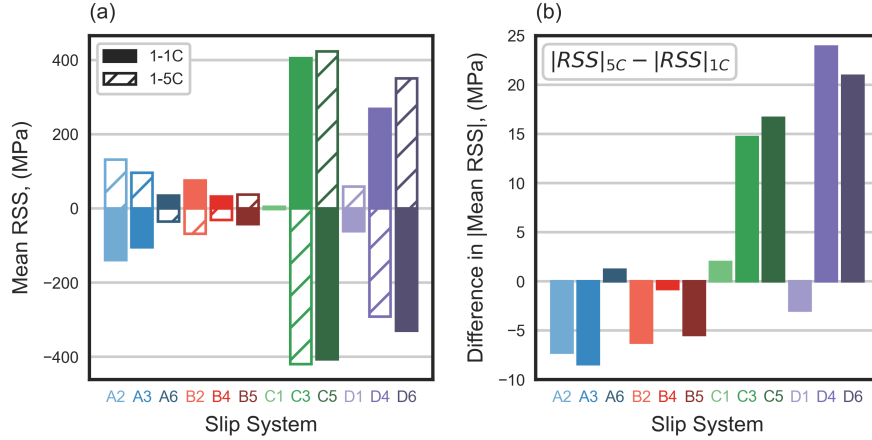 (a)
1-1C
1-5C
400
200
0
−200
−400
Mean RSS, (MPa)
A2 A3 A6 B2 B4 B5 C1 C3 C5 D1 D4 D6
Slip System
(b)
|RSS|5C − |RSS|1C
25
20
15
10
5
0
−5
−10
Difference in |Mean RSS|, (MPa)
A2 A3 A6 B2 B4 B5 C1 C3 C5 D1 D4 D6
Slip System